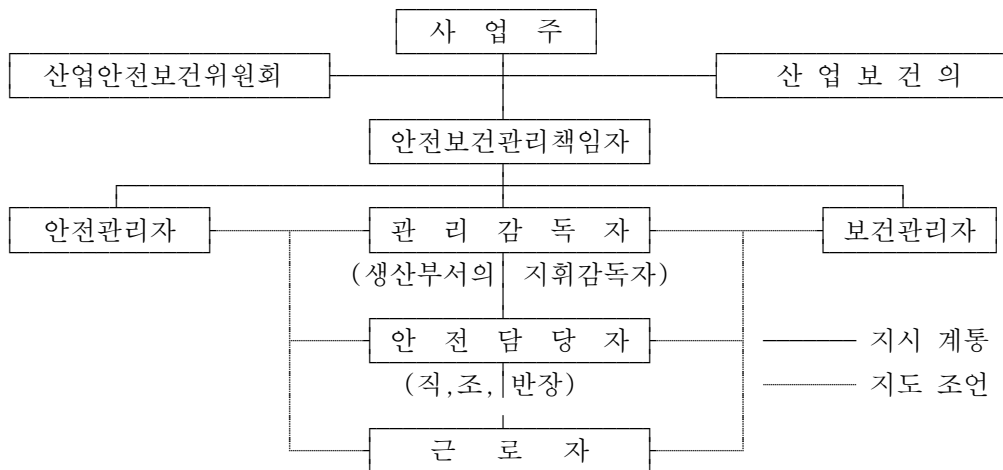 사 업 주
산업안전보건위원회
산 업 보 건 의
안전보건관리책임자
안전관리자
관 리 감 독 자
보건관리자
(생산부서의 지휘감독자)
안 전 담 당 자
지시 계통
(직,조, 반장)
지도 조언
근 로 자